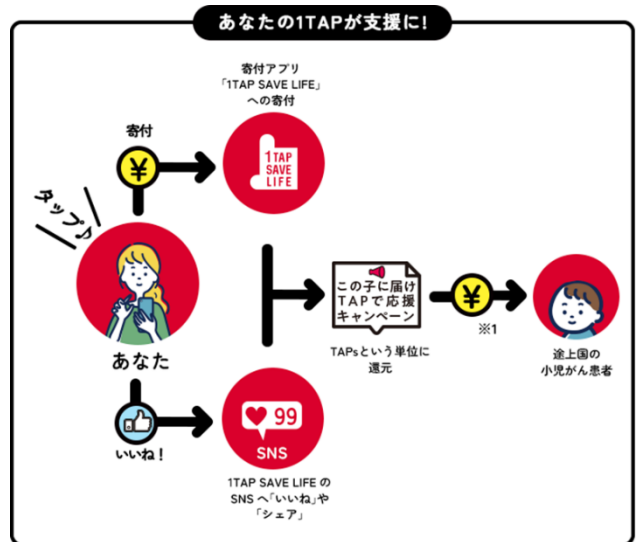 あなたの1TAPが支援に!
寄付アプリ
「1TAP SAVE LIFE」
への寄付
寄付
¥
1TAP
SAVE
LIFE
タップ♪
あなた
この子に届け
TAPで応援
キャンペーン
¥
※1
TAPsという単位に
還元
途上国の
小児がん患者
いいね！
99
SNS
1TAP SAVE LIFE の
SNS へ「いいね」や
「シェア」